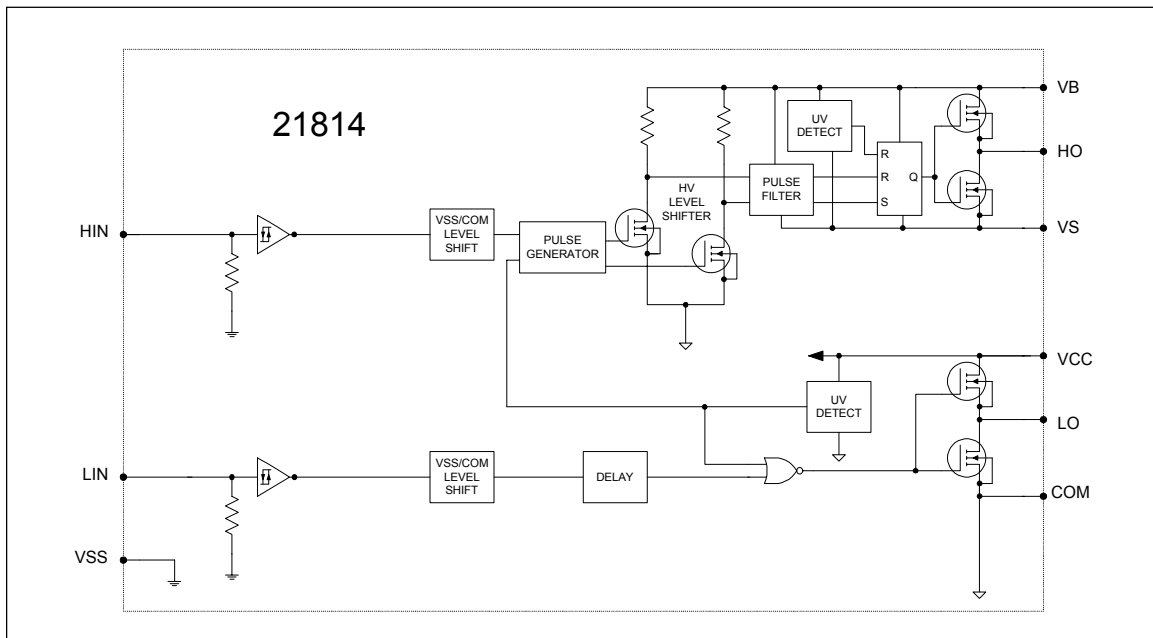 21814
VB
UV
DETECT
HO
R
R
Q
S
PULSE
FILTER
HV
LEVEL
SHIFTER
VS
HIN
VSS/COM
LEVEL
SHIFT
PULSE
GENERATOR
VCC
UV
DETECT
LO
LIN
VSS/COM
LEVEL
SHIFT
DELAY
COM
VSS